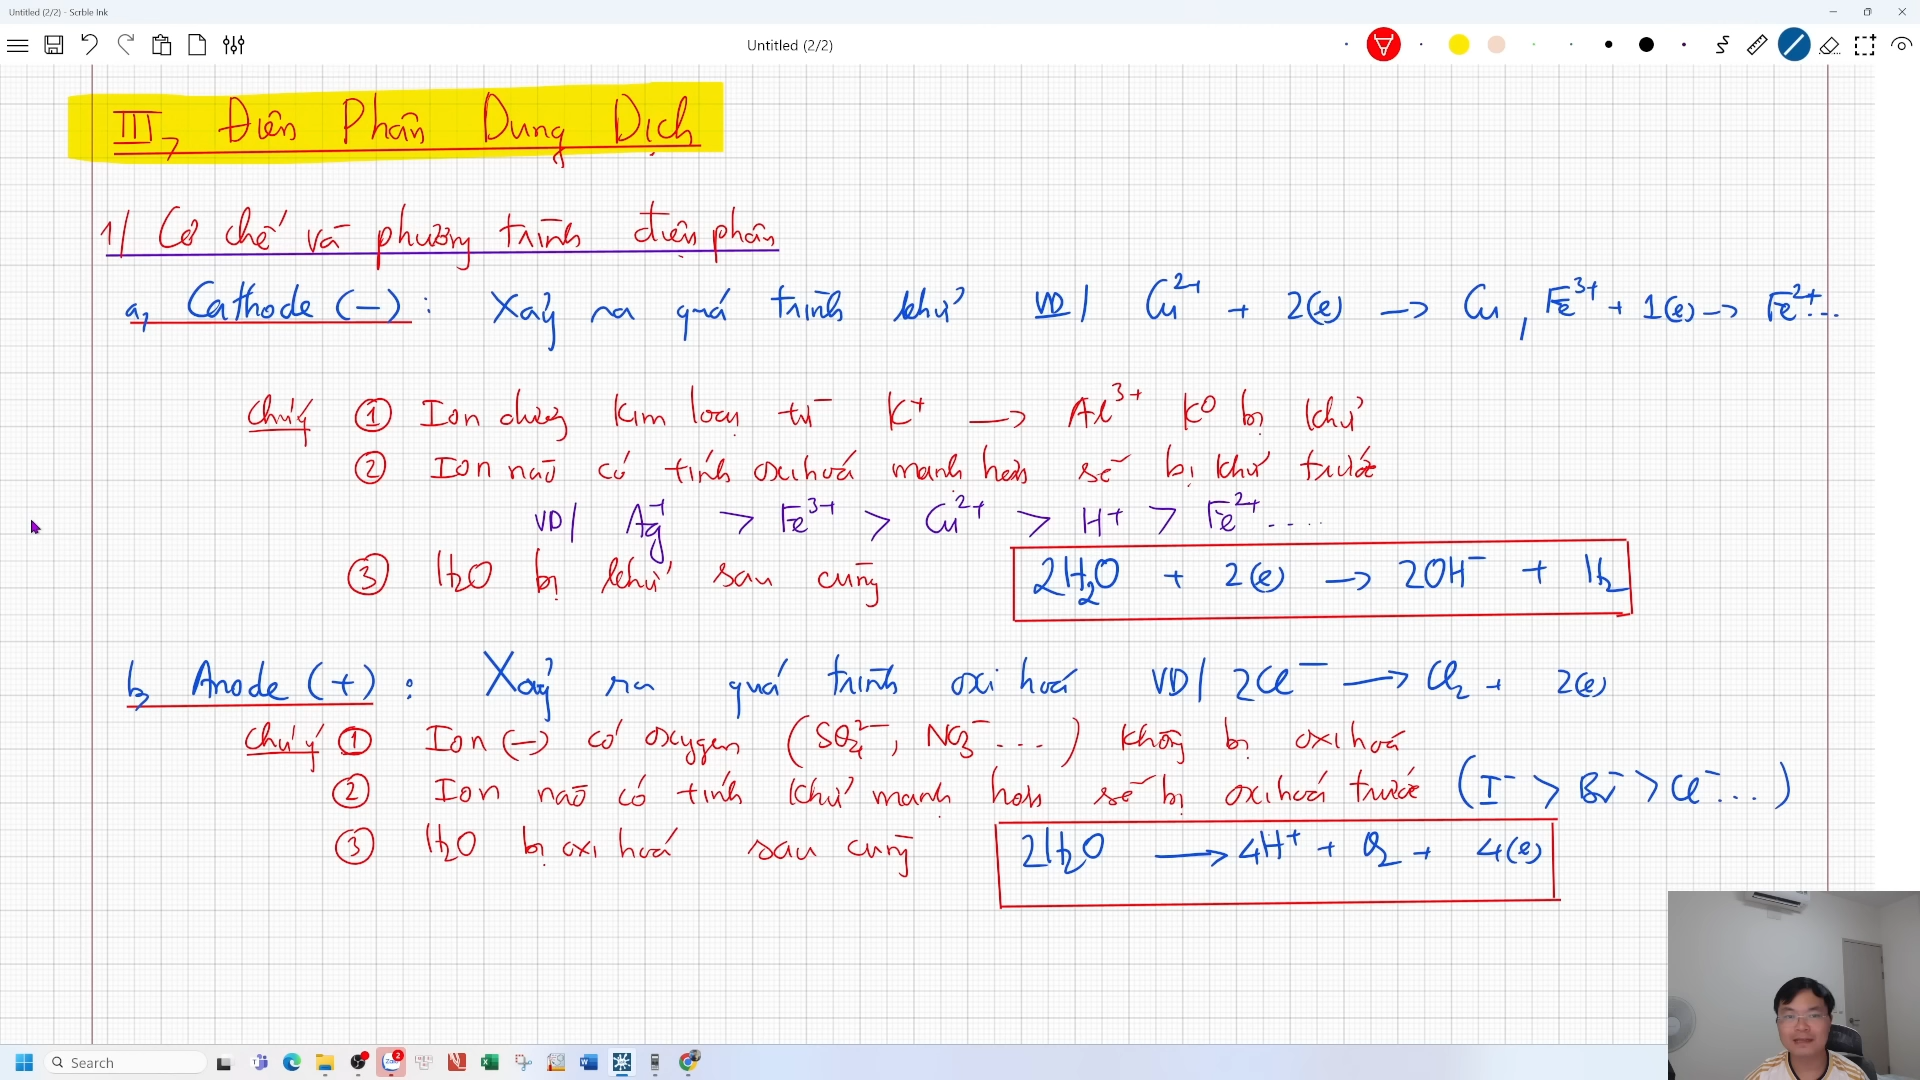 Untitled (2/2) - Scrble Ink
Untitled (2/2)
III, Điện Phân Dung Dịch
1/ Cơ chế và phương trình điện phân
a, Cathode (-) : Xảy ra quá trình khử VD/ Cu²⁺ + 2(e) → Cu , Fe³⁺ + 1(e) → Fe²⁺...
Chú ý ① Ion dương kim loại từ K⁺ → Al³⁺ K⁰ bị khử
② Ion nào có tính oxi hoá mạnh hơn sẽ bị khử trước
VD/ Ag⁺ > Fe³⁺ > Cu²⁺ > H⁺ > Fe²⁺.....
③ H₂O bị khử sau cùng 2H₂O + 2(e) → 2OH⁻ + H₂
b, Anode (+) : Xảy ra quá trình oxi hoá VD/ 2Cl⁻ → Cl₂ + 2(e)
Chú ý ① Ion (-) có oxygen (SO₄²⁻, NO₃⁻ ...) không bị oxi hoá
② Ion nào có tính khử mạnh hơn sẽ bị oxi hoá trước (I⁻ > Br⁻ > Cl⁻...)
③ H₂O bị oxi hoá sau cùng 2H₂O → 4H⁺ + O₂ + 4(e)
Search